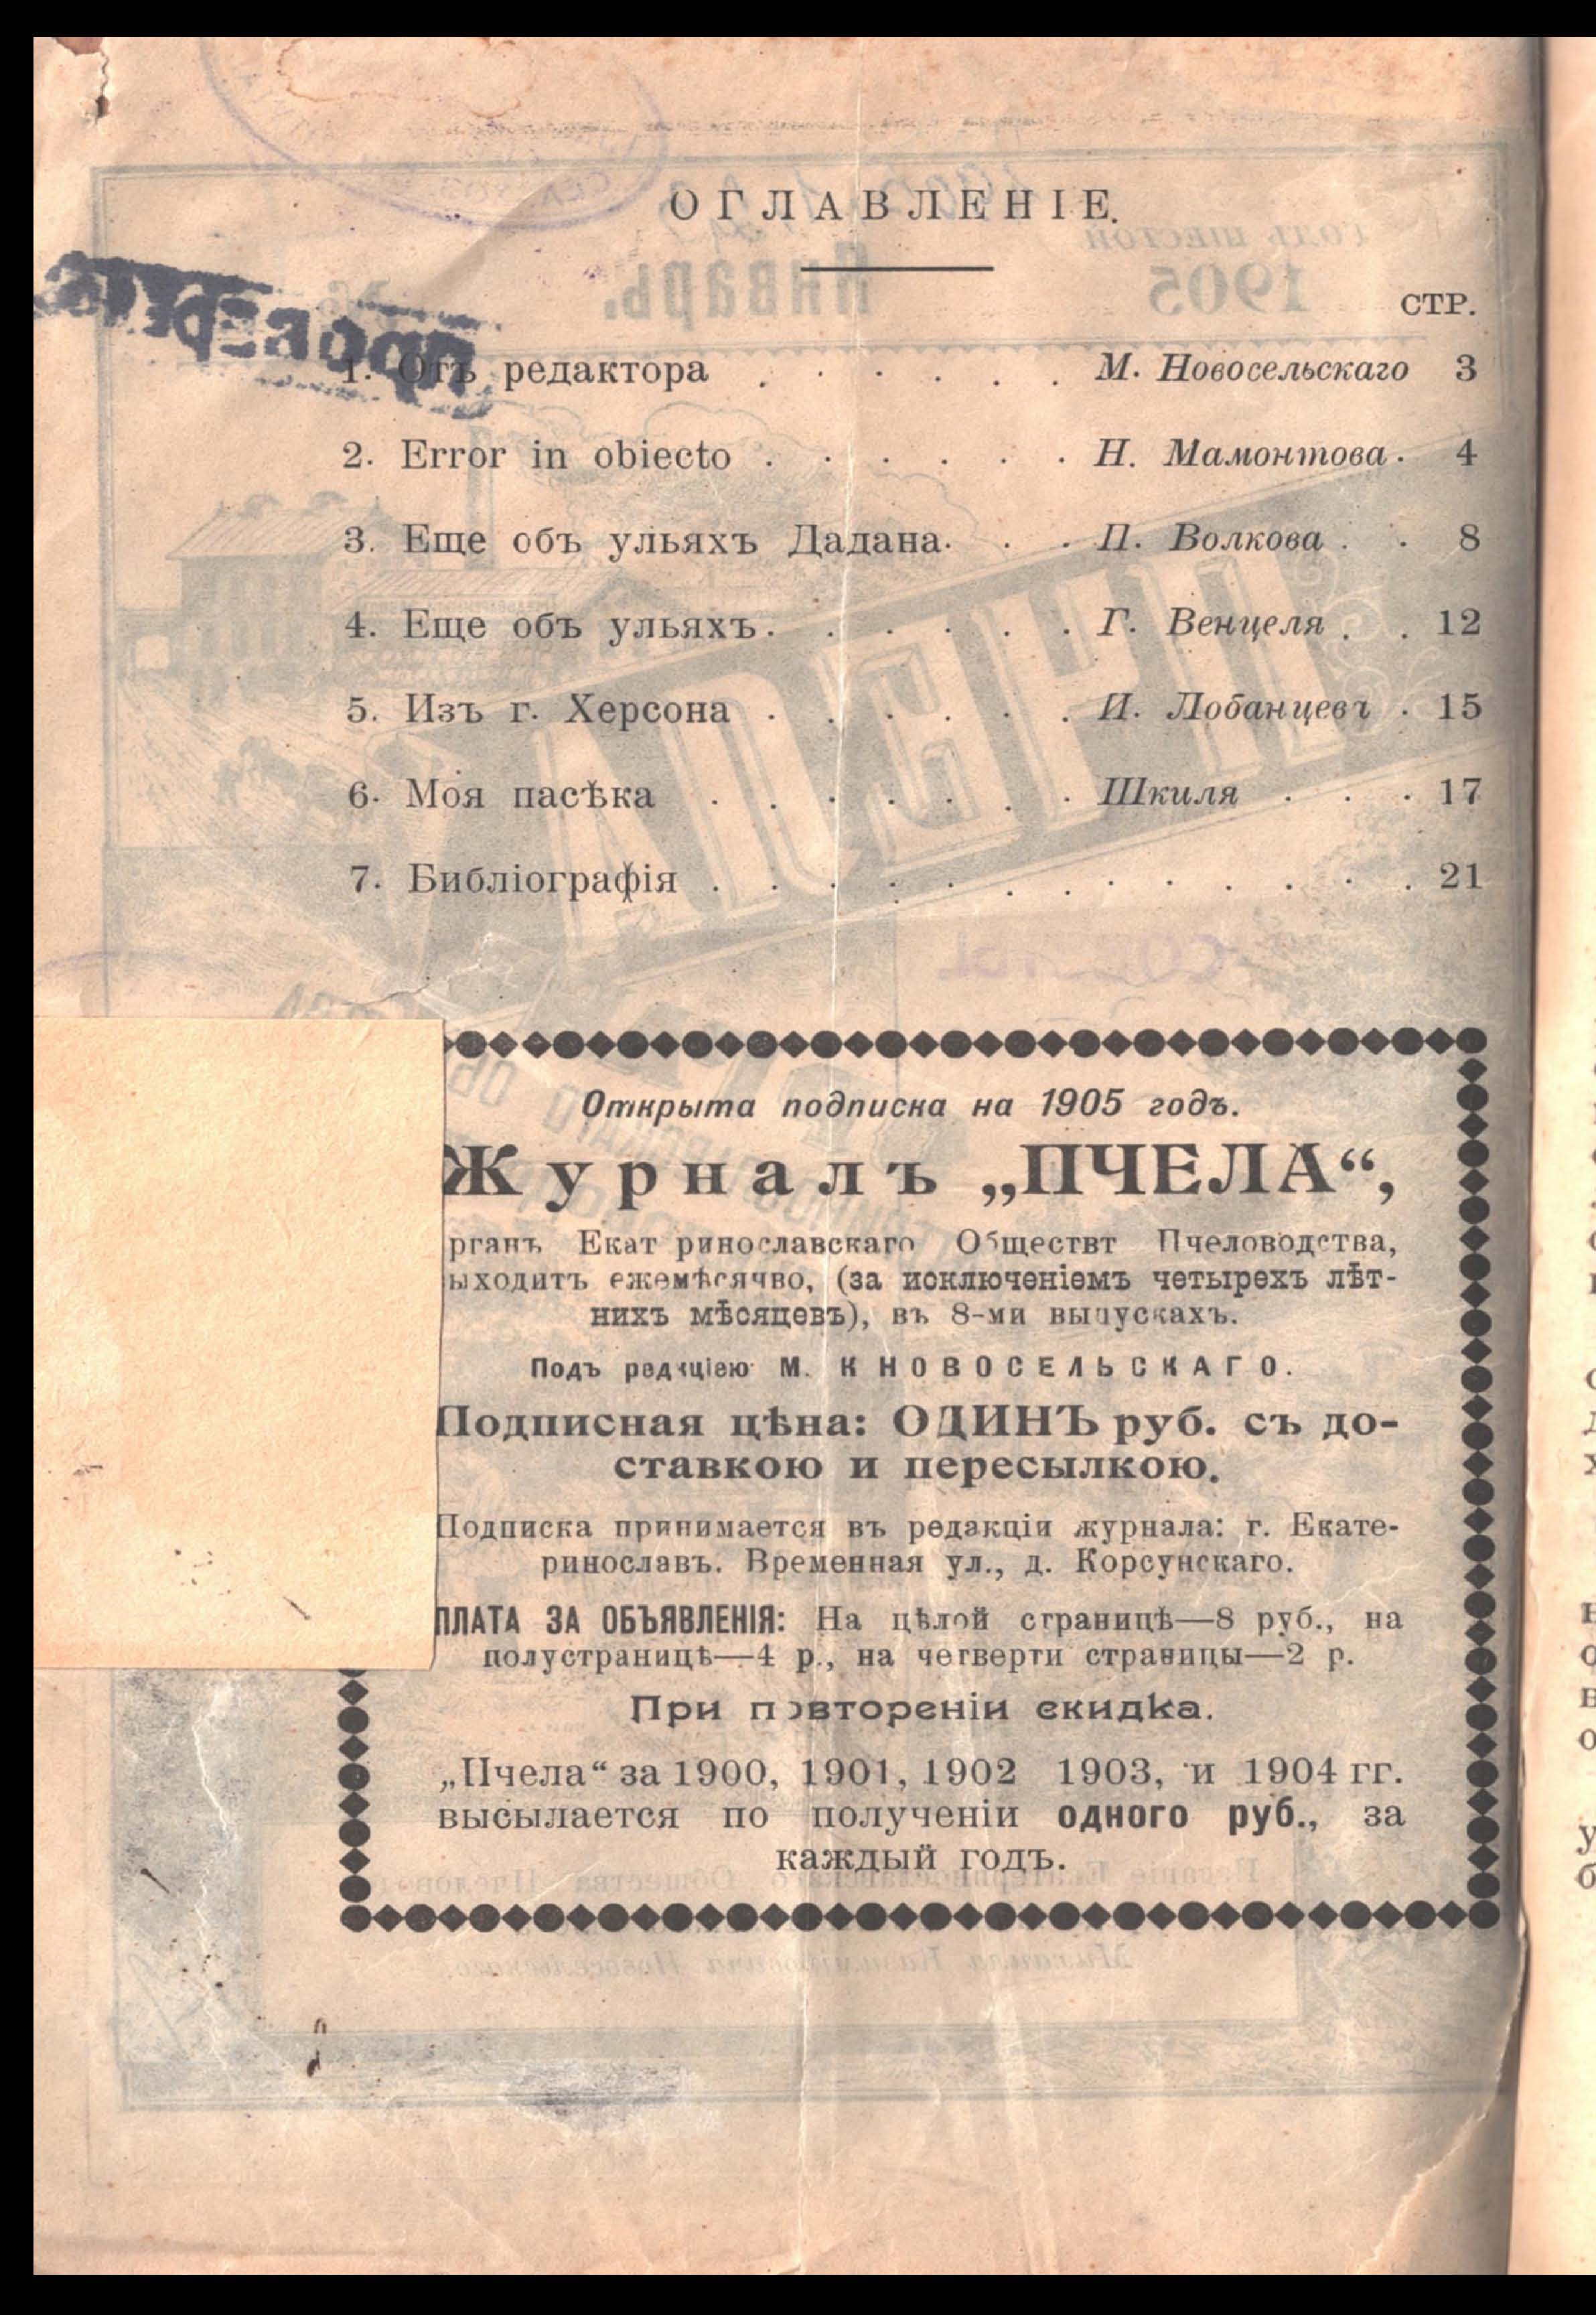 ОГЛАВЛЕНІЕ.
СТР.
1. Отъ редактора . . . . . . М. Новосельскаго 3
2. Error in obiecto . . . . . . Н. Мамонтова . 4
3. Еще объ ульяхъ Дадана . . . П. Волкова . . 8
4. Еще объ ульяхъ . . . . . . Г. Венцеля . . 12
5. Изъ г. Херсона . . . . . . И. Лобанцевъ . 15
6. Моя пасѣка . . . . . . . Шкиля . . . 17
7. Библіографія . . . . . . . . . . . . . 21
ПРОВЕРЕНО
Открыта подписка на 1905 годъ.
Журналъ „ПЧЕЛА“,
рганъ Екат ринославскаго Обществт Пчеловодства,
ыходитъ ежемѣсячво, (за исключеніемъ четырехъ лѣт-
нихъ мѣсяцевъ), въ 8-ми выпускахъ.
Подъ редакціею М. К НОВОСЕЛЬСКАГО.
Подписная цѣна: ОДИНЪ руб. съ до-
ставкою и пересылкою.
Подписка принимается въ редакціи журнала: г. Екате-
ринославъ. Временная ул., д. Корсунскаго.
ПЛАТА ЗА ОБЪЯВЛЕНІЯ: На цѣлой страницѣ—8 руб., на
полустраницѣ—4 р., на четверти страницы—2 р.
При повтореніи скидка.
„Пчела“ за 1900, 1901, 1902 1903, и 1904 гг.
высылается по полученіи одного руб., за
каждый годъ.